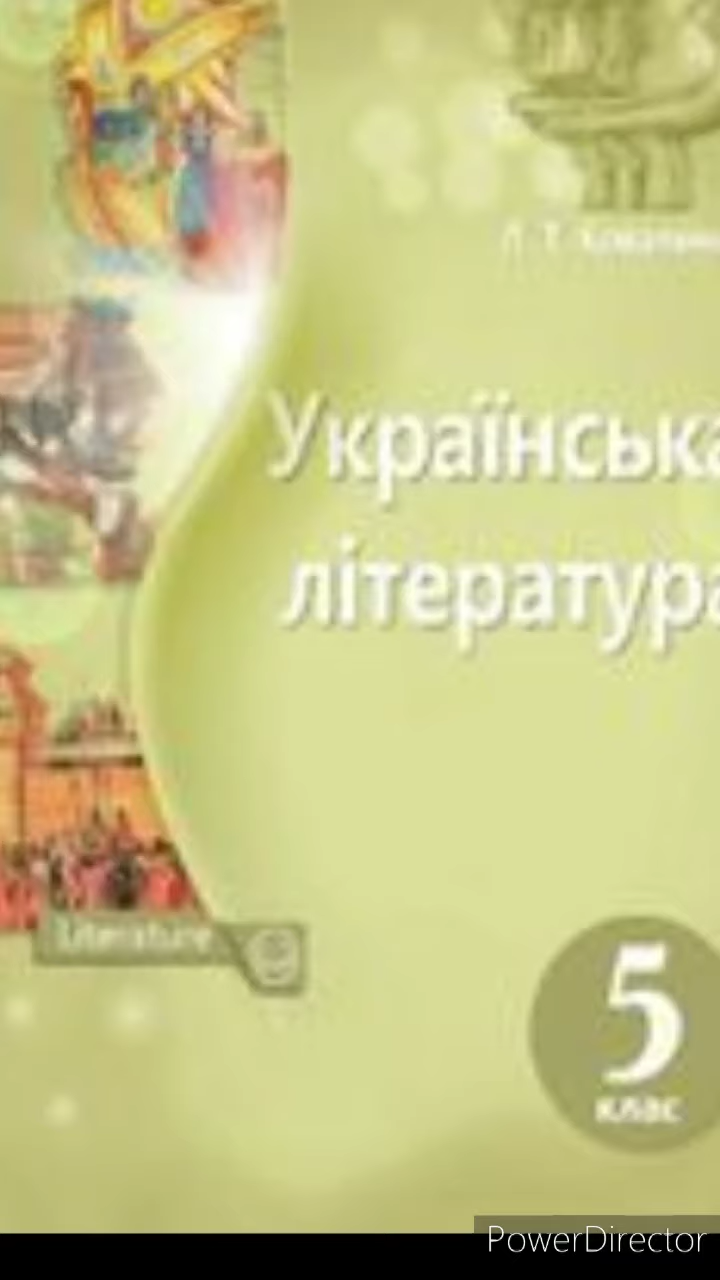 Л. Т.
Українська
література
Literature
5
клас
PowerDirector